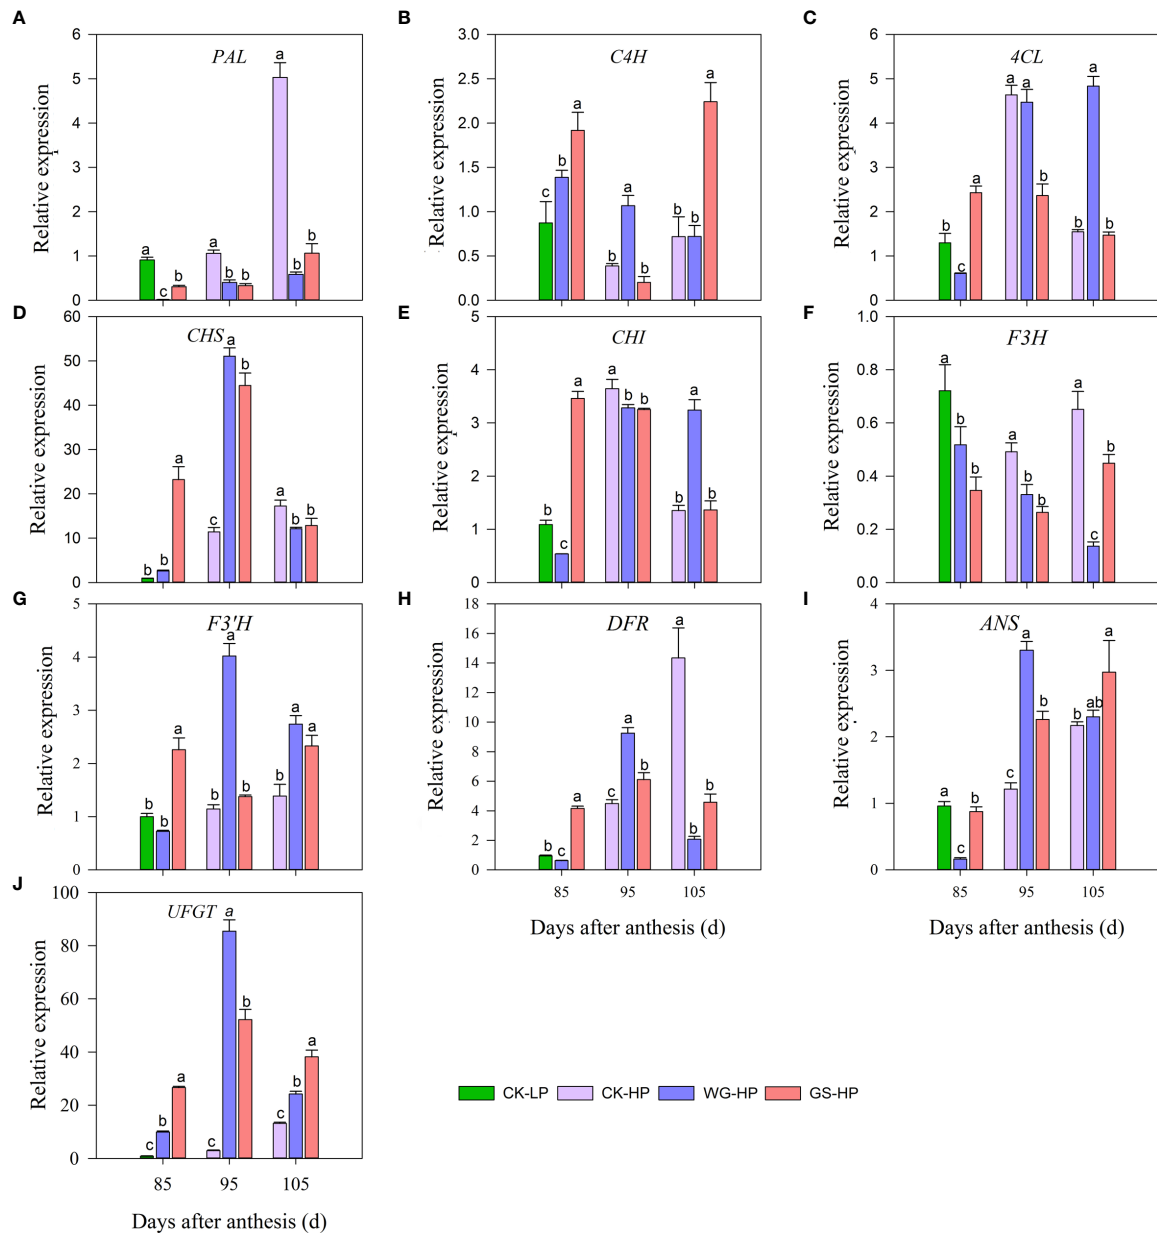 A
B
C
6
5
4
3
2
1
0
Relative expression
PAL
a
c
b
a
b
b
a
b
b
3.0
2.5
2.0
1.5
1.0
0.5
0.0
Relative expression
C4H
c
b
a
b
a
b
b
b
a
6
5
4
3
2
1
0
Relative expression
4CL
b
c
a
a
a
b
b
a
b
D
E
F
60
50
40
30
20
10
0
Relative expression
CHS
b
b
a
c
a
b
a
b
b
5
4
3
2
1
0
Relative expression
CHI
b
c
a
a
b
b
b
a
b
1.0
0.8
0.6
0.4
0.2
0.0
Relative expression
F3H
a
b
b
a
b
b
a
c
b
G
H
I
5
4
3
2
1
0
Relative expression
F3'H
b
b
a
b
a
b
b
a
a
18
16
14
12
10
8
6
4
2
0
Relative expression
DFR
b
c
a
c
a
b
a
b
b
85
95
105
Days after anthesis (d)
4
3
2
1
0
Relative expression
ANS
a
c
b
c
a
b
b
ab
a
85
95
105
Days after anthesis (d)
J
100
80
60
40
20
0
Relative expression
UFGT
c
b
a
c
a
b
c
b
a
85
95
105
Days after anthesis (d)
CK-LP
CK-HP
WG-HP
GS-HP